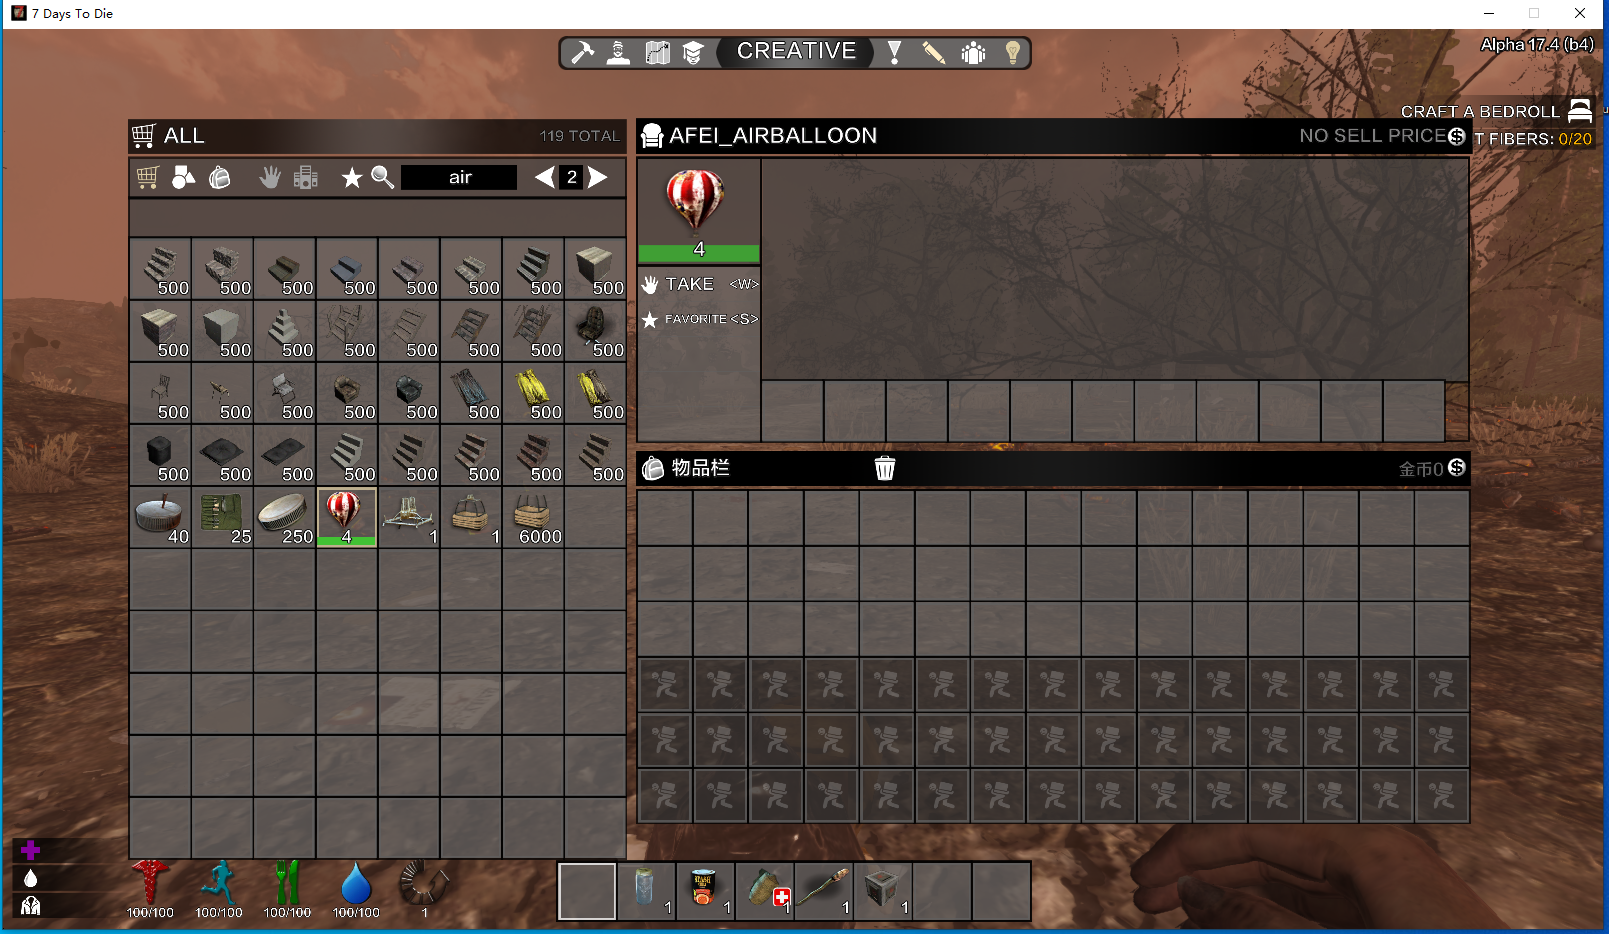 7 Days To Die
CREATIVE
Alpha 17.4 (b4)
CRAFT A BEDROLL
T FIBERS: 0/20
ALL
119 TOTAL
air
2
500 500 500 500 500 500 500 500
500 500 500 500 500 500 500 500
500 500 500 500 500 500 500 500
500 500 500 500 500 500 500 500
40 25 250 4 1 1 6000
AFEI_AIRBALLOON
NO SELL PRICE
4
TAKE <W>
FAVORITE <S>
物品栏
金币0
100/100 100/100 100/100 100/100 1
1 1 1 1 1